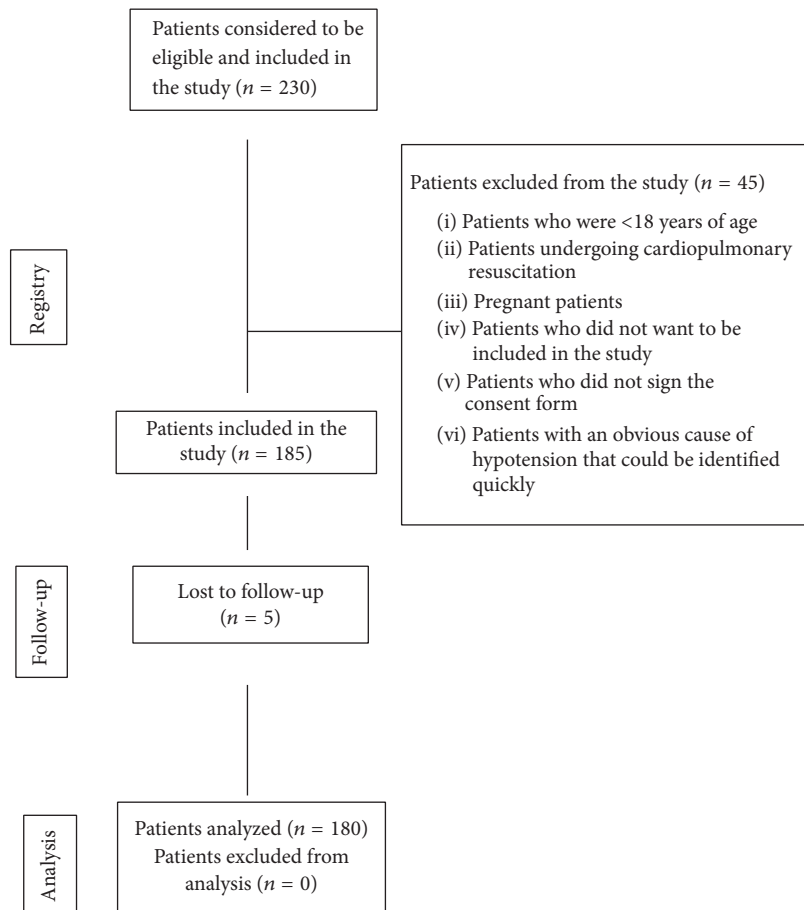 Patients considered to be
eligible and included in
the study (n = 230)
Patients excluded from the study (n = 45)
(i) Patients who were <18 years of age
(ii) Patients undergoing cardiopulmonary
resuscitation
(iii) Pregnant patients
(iv) Patients who did not want to be
included in the study
(v) Patients who did not sign the
consent form
(vi) Patients with an obvious cause of
hypotension that could be identified
quickly
Registry
Patients included in the
study (n = 185)
Follow-up
Lost to follow-up
(n = 5)
Analysis
Patients analyzed (n = 180)
Patients excluded from
analysis (n = 0)